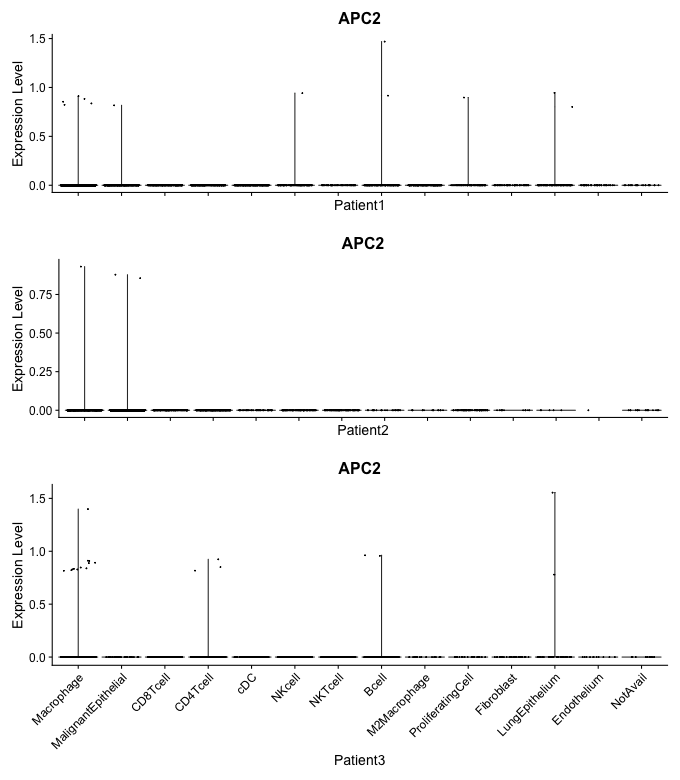 APC2
Expression Level
1.5
1.0
0.5
0.0
Patient1
APC2
Expression Level
0.75
0.50
0.25
0.00
Patient2
APC2
Expression Level
1.5
1.0
0.5
0.0
Macrophage
MalignantEpithelial
CD8Tcell
CD4Tcell
cDC
NKcell
NKTcell
Bcell
M2Macrophage
ProliferatingCell
Fibroblast
LungEpithelium
Endothelium
NotAvail
Patient3